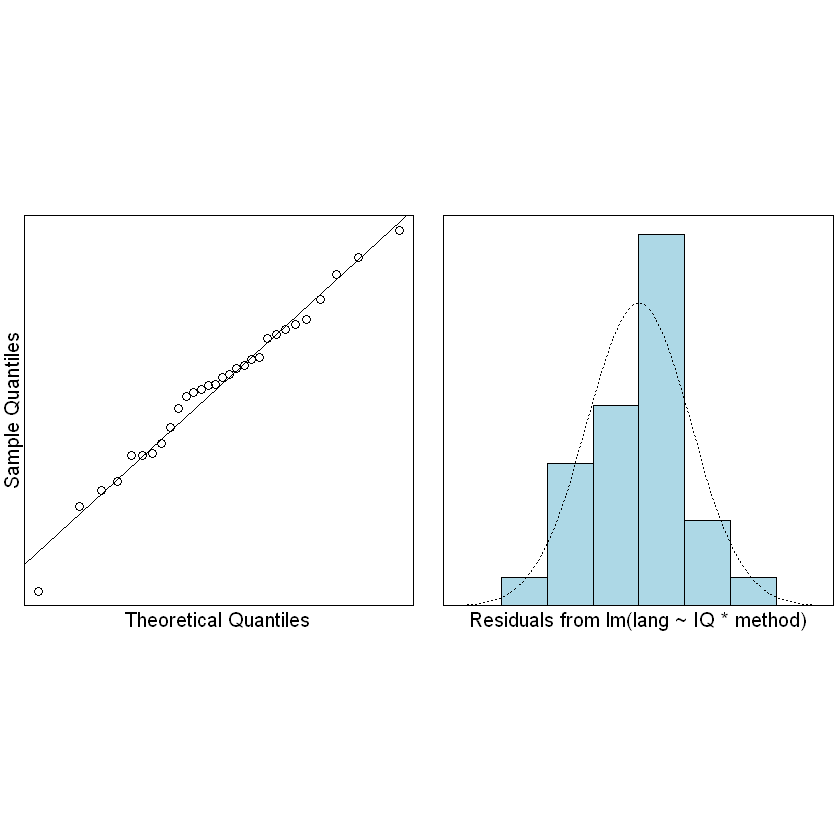 Sample Quantiles
Theoretical Quantiles
Residuals from lm(lang ~ IQ * method)